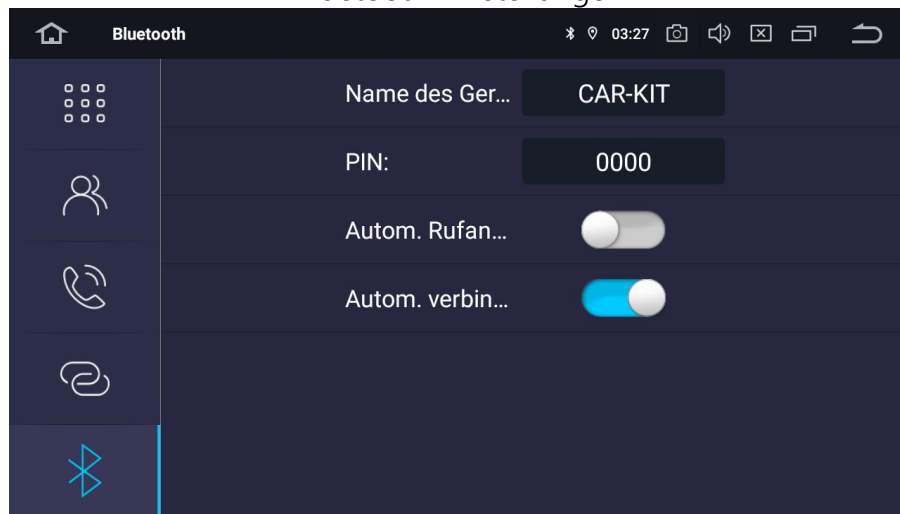 Bluetooth
03:27
Name des Ger...
CAR-KIT
PIN:
0000
Autom. Rufan...
Autom. verbin...